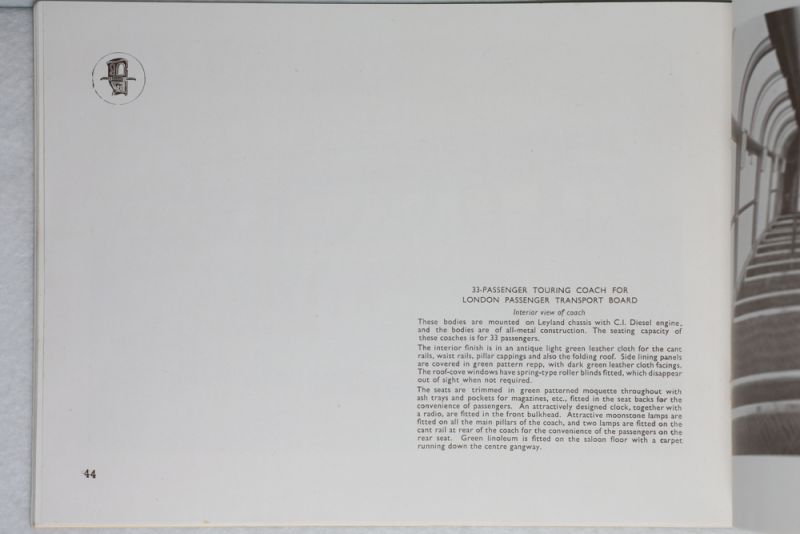 33-PASSENGER TOURING COACH FOR
LONDON PASSENGER TRANSPORT BOARD
Interior view of coach
These bodies are mounted on Leyland chassis with C.I. Diesel engine,
and the bodies are of all-metal construction. The seating capacity of
these coaches is for 33 passengers.
The interior finish is in an antique light green leather cloth for the cant
rails, waist rails, pillar cappings and also the folding roof. Side lining panels
are covered in green pattern repp, with dark green leather cloth facings.
The roof-cove windows have spring-type roller blinds fitted, which disappear
out of sight when not required.
The seats are trimmed in green patterned moquette throughout with
ash trays and pockets for magazines, etc., fitted in the seat backs for the
convenience of passengers. An attractively designed clock, together with
a radio, are fitted in the front bulkhead. Attractive moonstone lamps are
fitted on all the main pillars of the coach, and two lamps are fitted on the
cant rail at rear of the coach for the convenience of the passengers on the
rear seat. Green linoleum is fitted on the saloon floor with a carpet
running down the centre gangway.
44